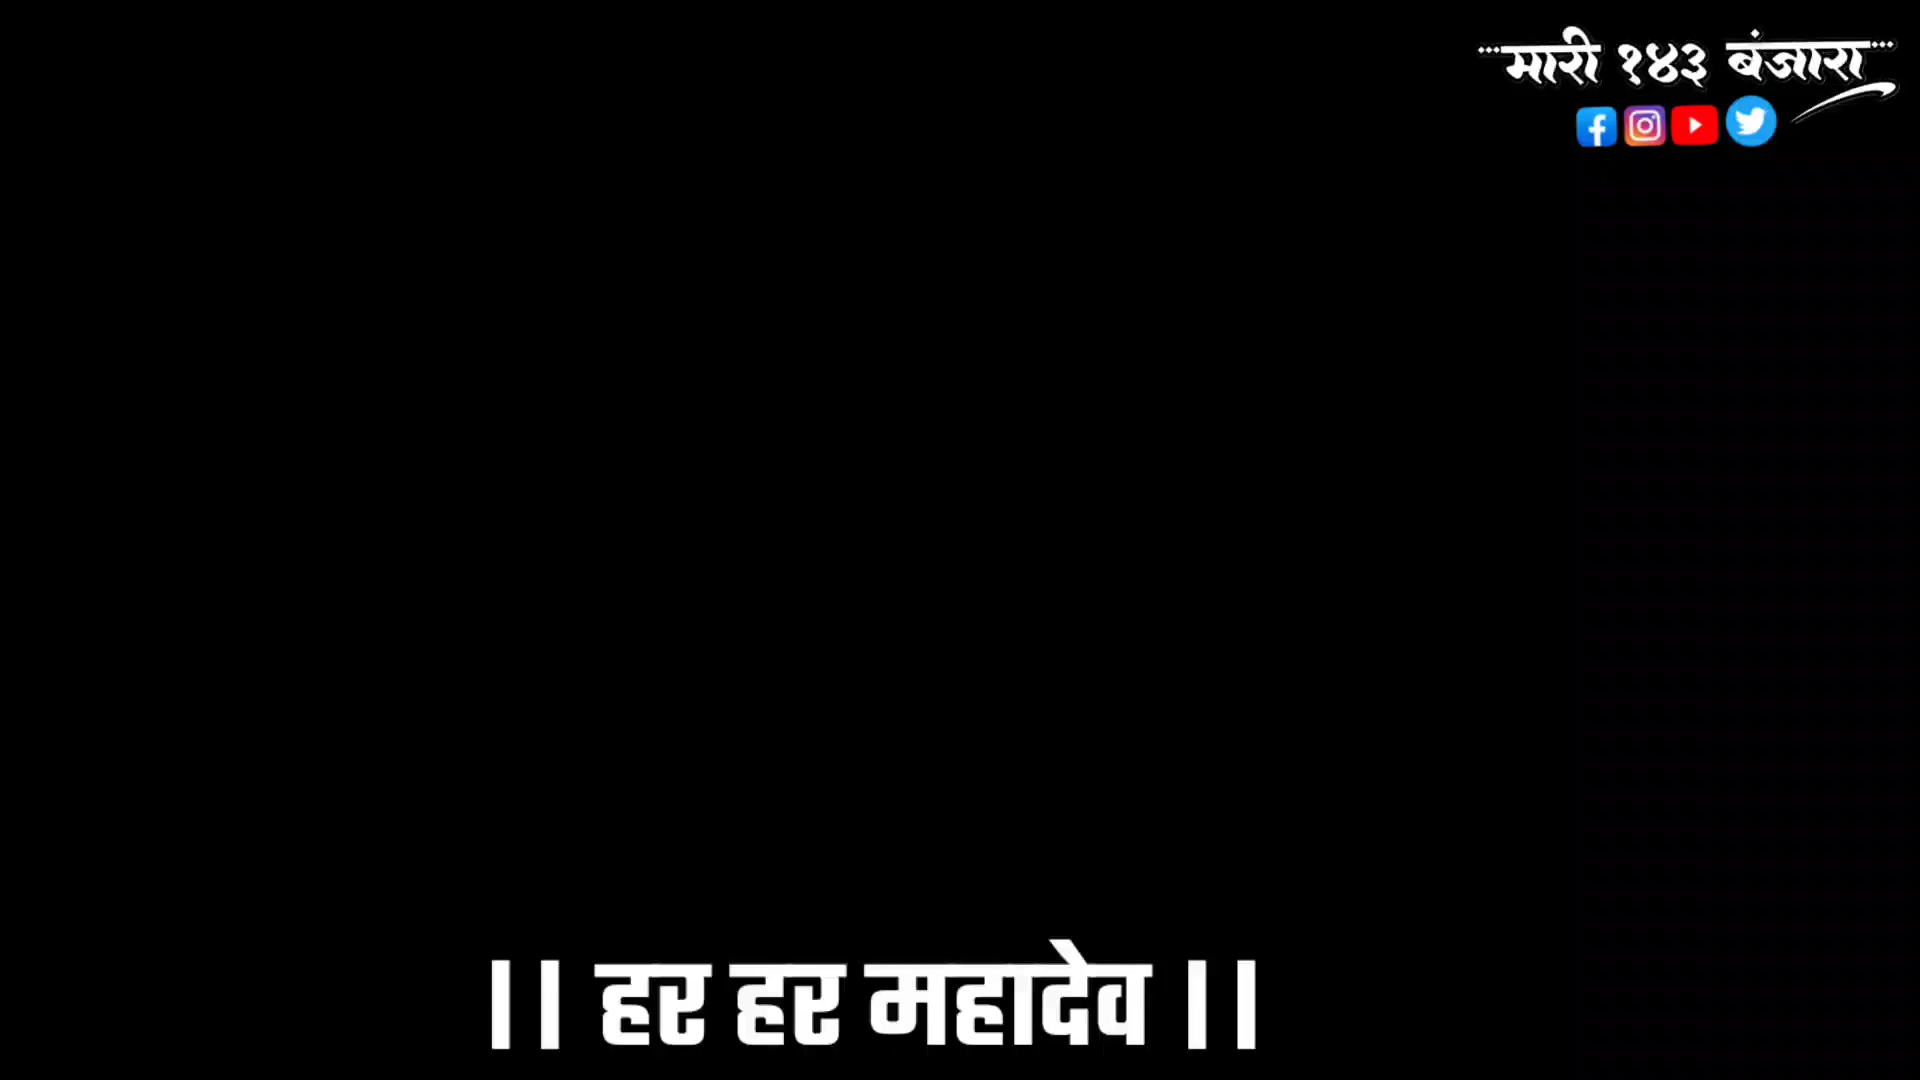 मारी १४३ बंजारा
|| हर हर महादेव ||